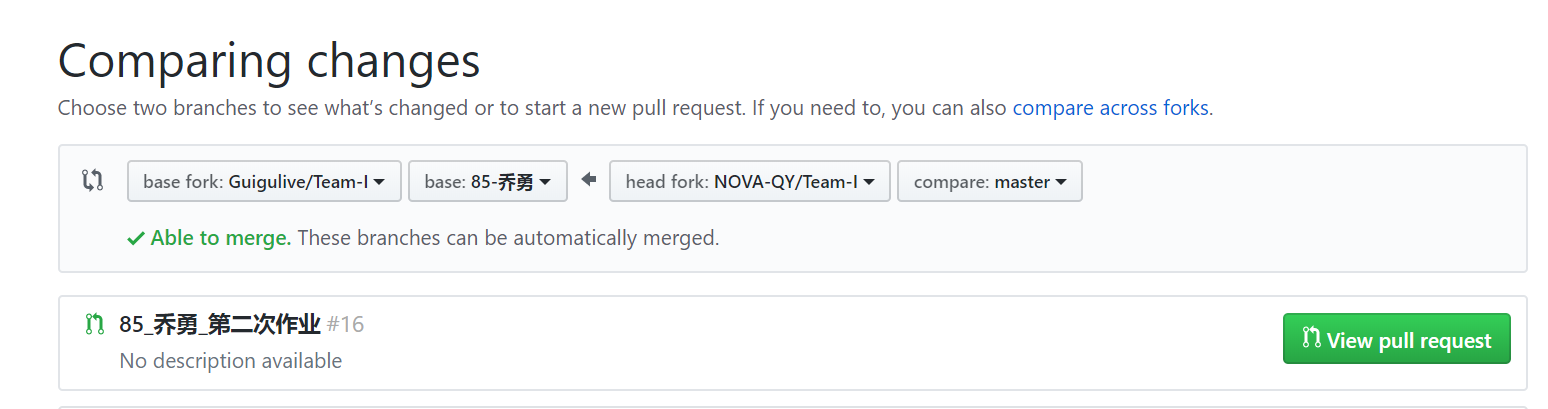 Comparing changes
Choose two branches to see what’s changed or to start a new pull request. If you need to, you can also compare across forks.
base fork: Guigulive/Team-I base: 85-乔勇 head fork: NOVA-QY/Team-I compare: master
Able to merge. These branches can be automatically merged.
85_乔勇_第二次作业 #16
View pull request
No description available